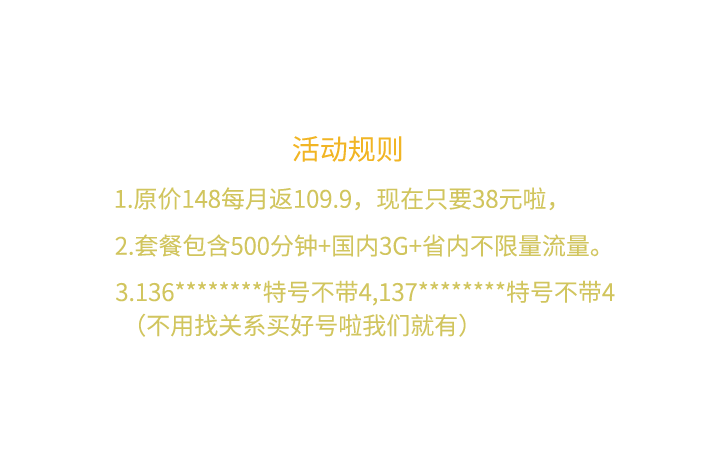 活动规则
1.原价148每月返109.9，现在只要38元啦，
2.套餐包含500分钟+国内3G+省内不限量流量。
3.136********特号不带4,137********特号不带4
（不用找关系买好号啦我们就有）